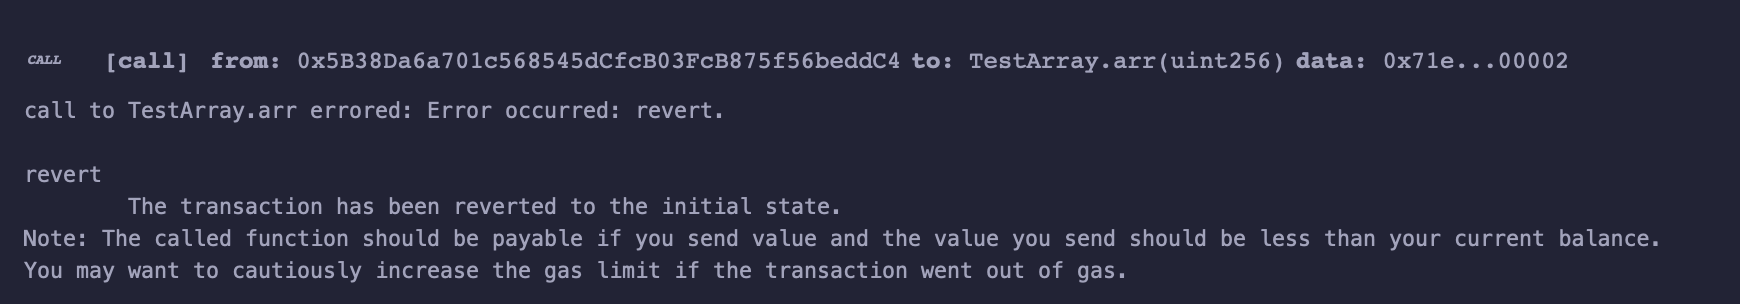 CALL [call] from: 0x5B38Da6a701c568545dCfcB03FcB875f56beddC4 to: TestArray.arr(uint256) data: 0x71e...00002
call to TestArray.arr errored: Error occurred: revert.
revert
The transaction has been reverted to the initial state.
Note: The called function should be payable if you send value and the value you send should be less than your current balance.
You may want to cautiously increase the gas limit if the transaction went out of gas.